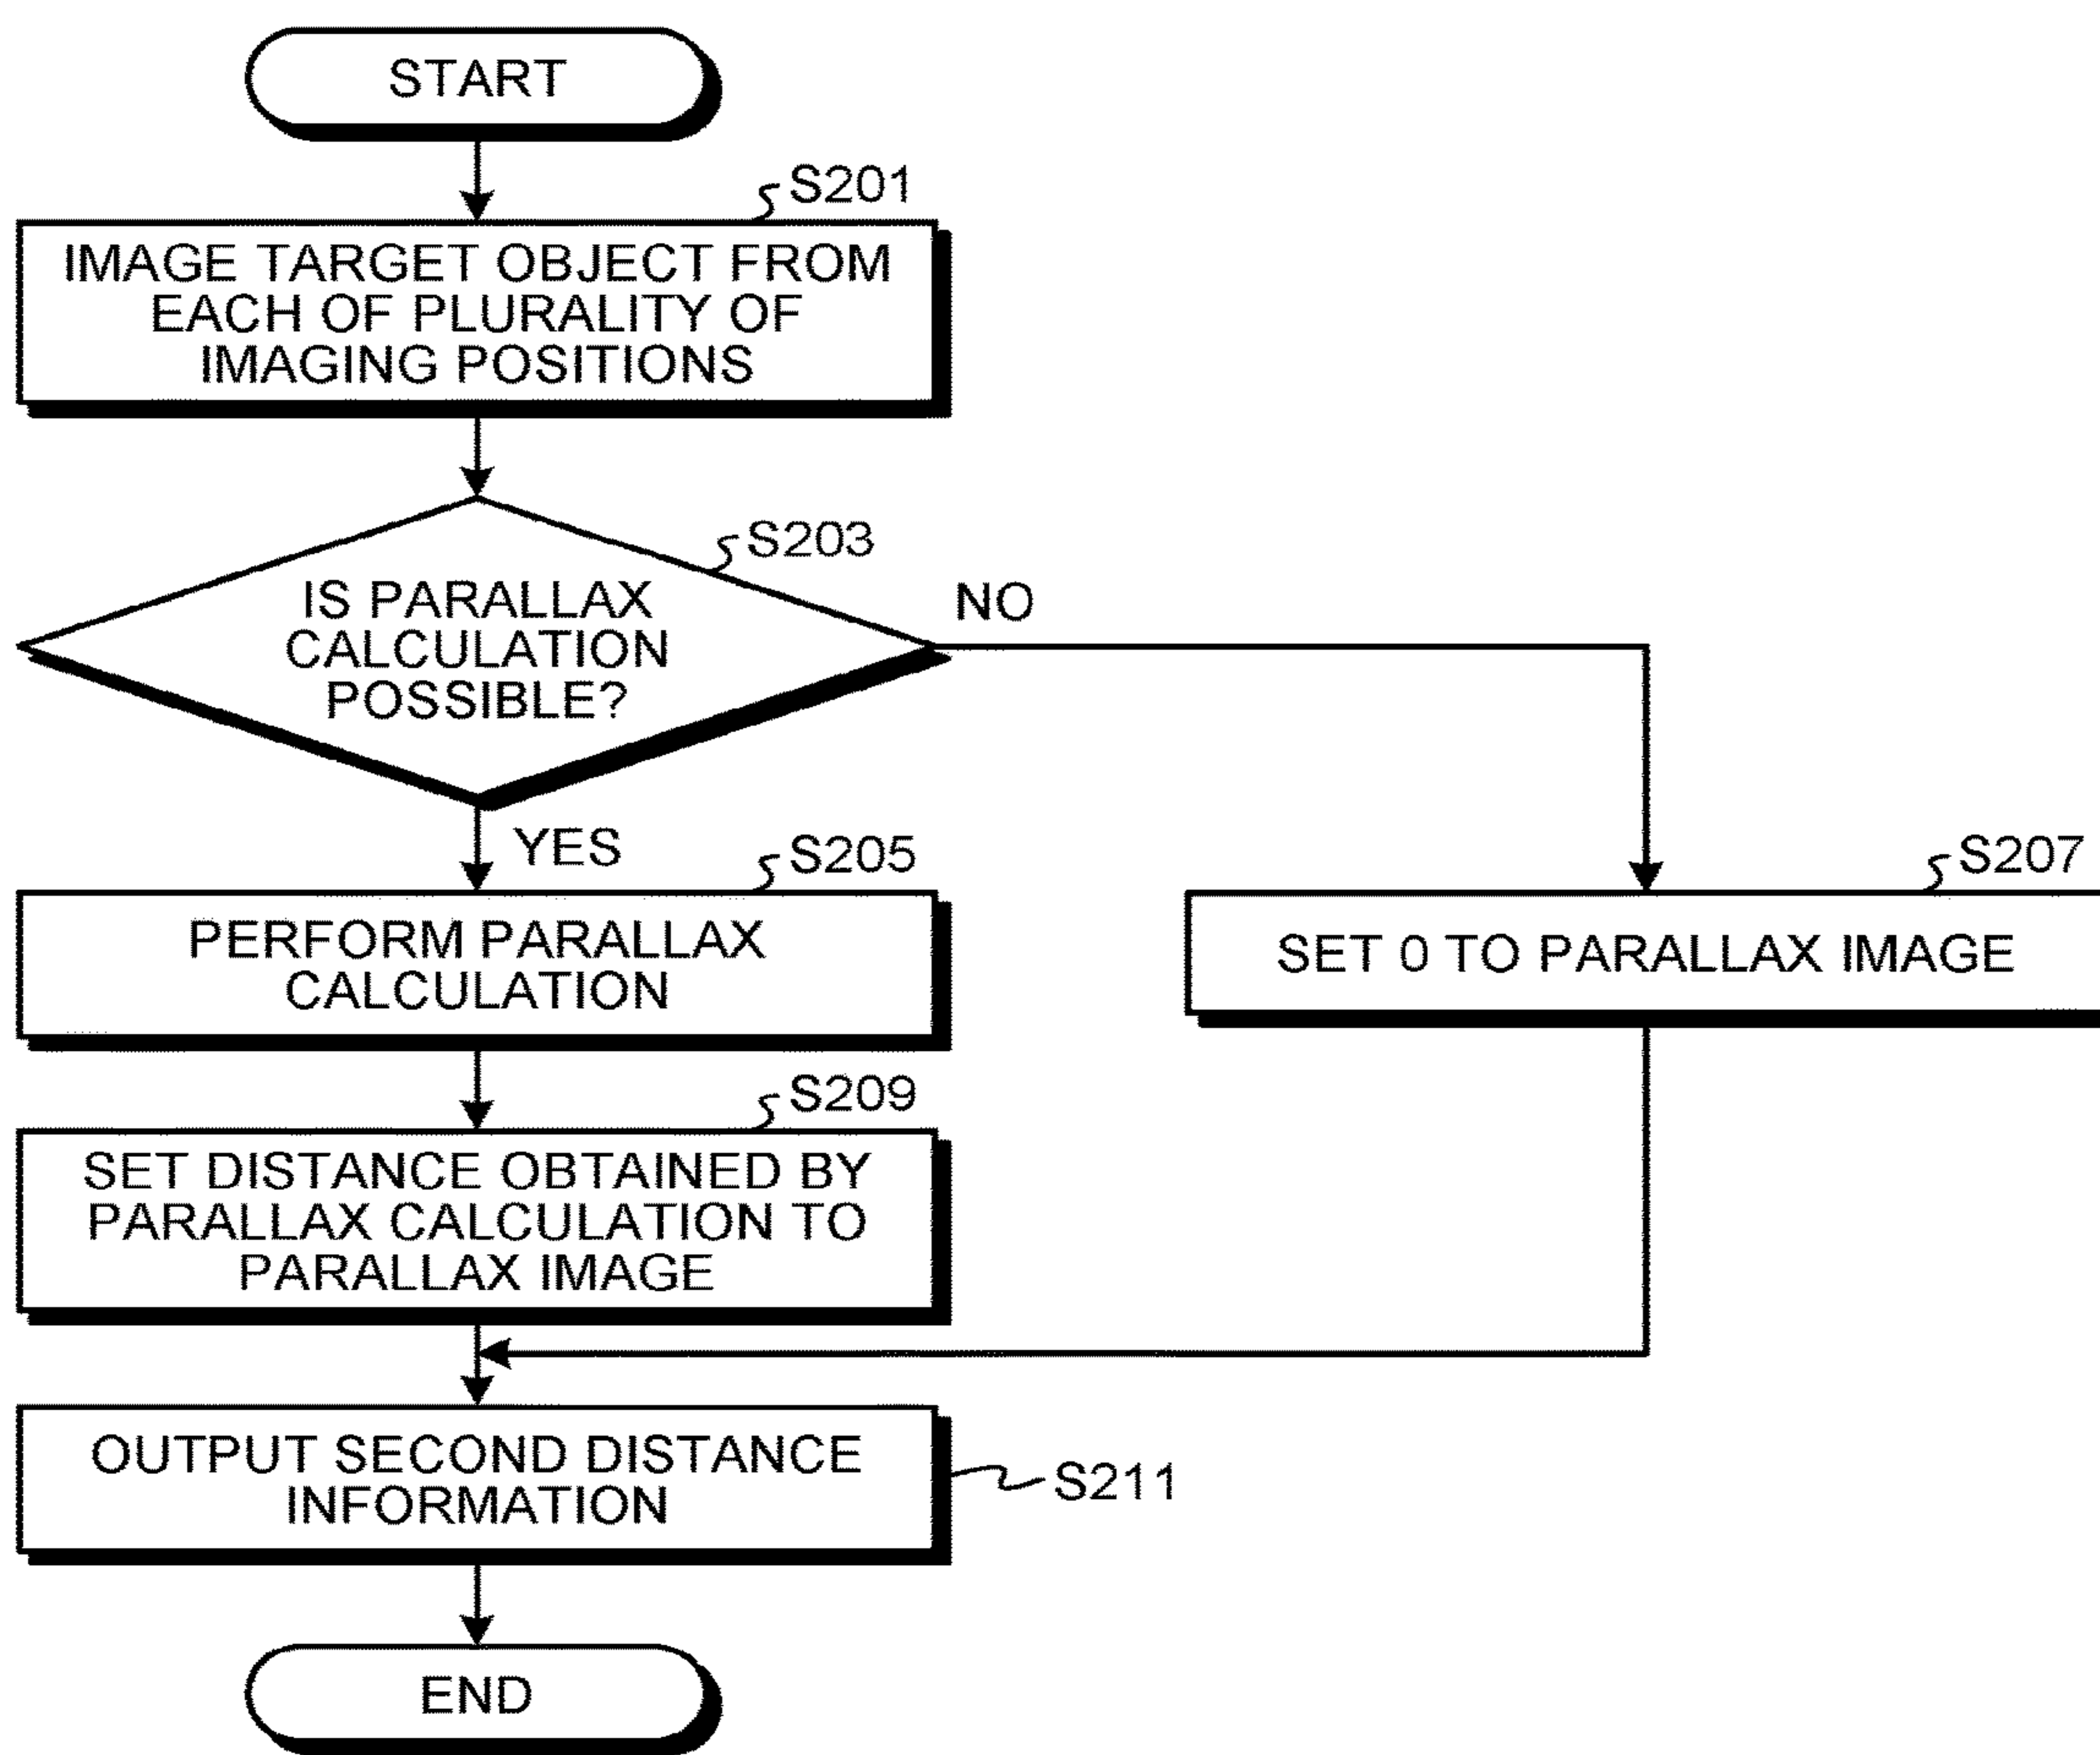 START
S201
IMAGE TARGET OBJECT FROM
EACH OF PLURALITY OF
IMAGING POSITIONS
S203
IS PARALLAX
CALCULATION
POSSIBLE?
NO
YES
S205
PERFORM PARALLAX
CALCULATION
S207
SET 0 TO PARALLAX IMAGE
S209
SET DISTANCE OBTAINED BY
PARALLAX CALCULATION TO
PARALLAX IMAGE
OUTPUT SECOND DISTANCE
INFORMATION
S211
END